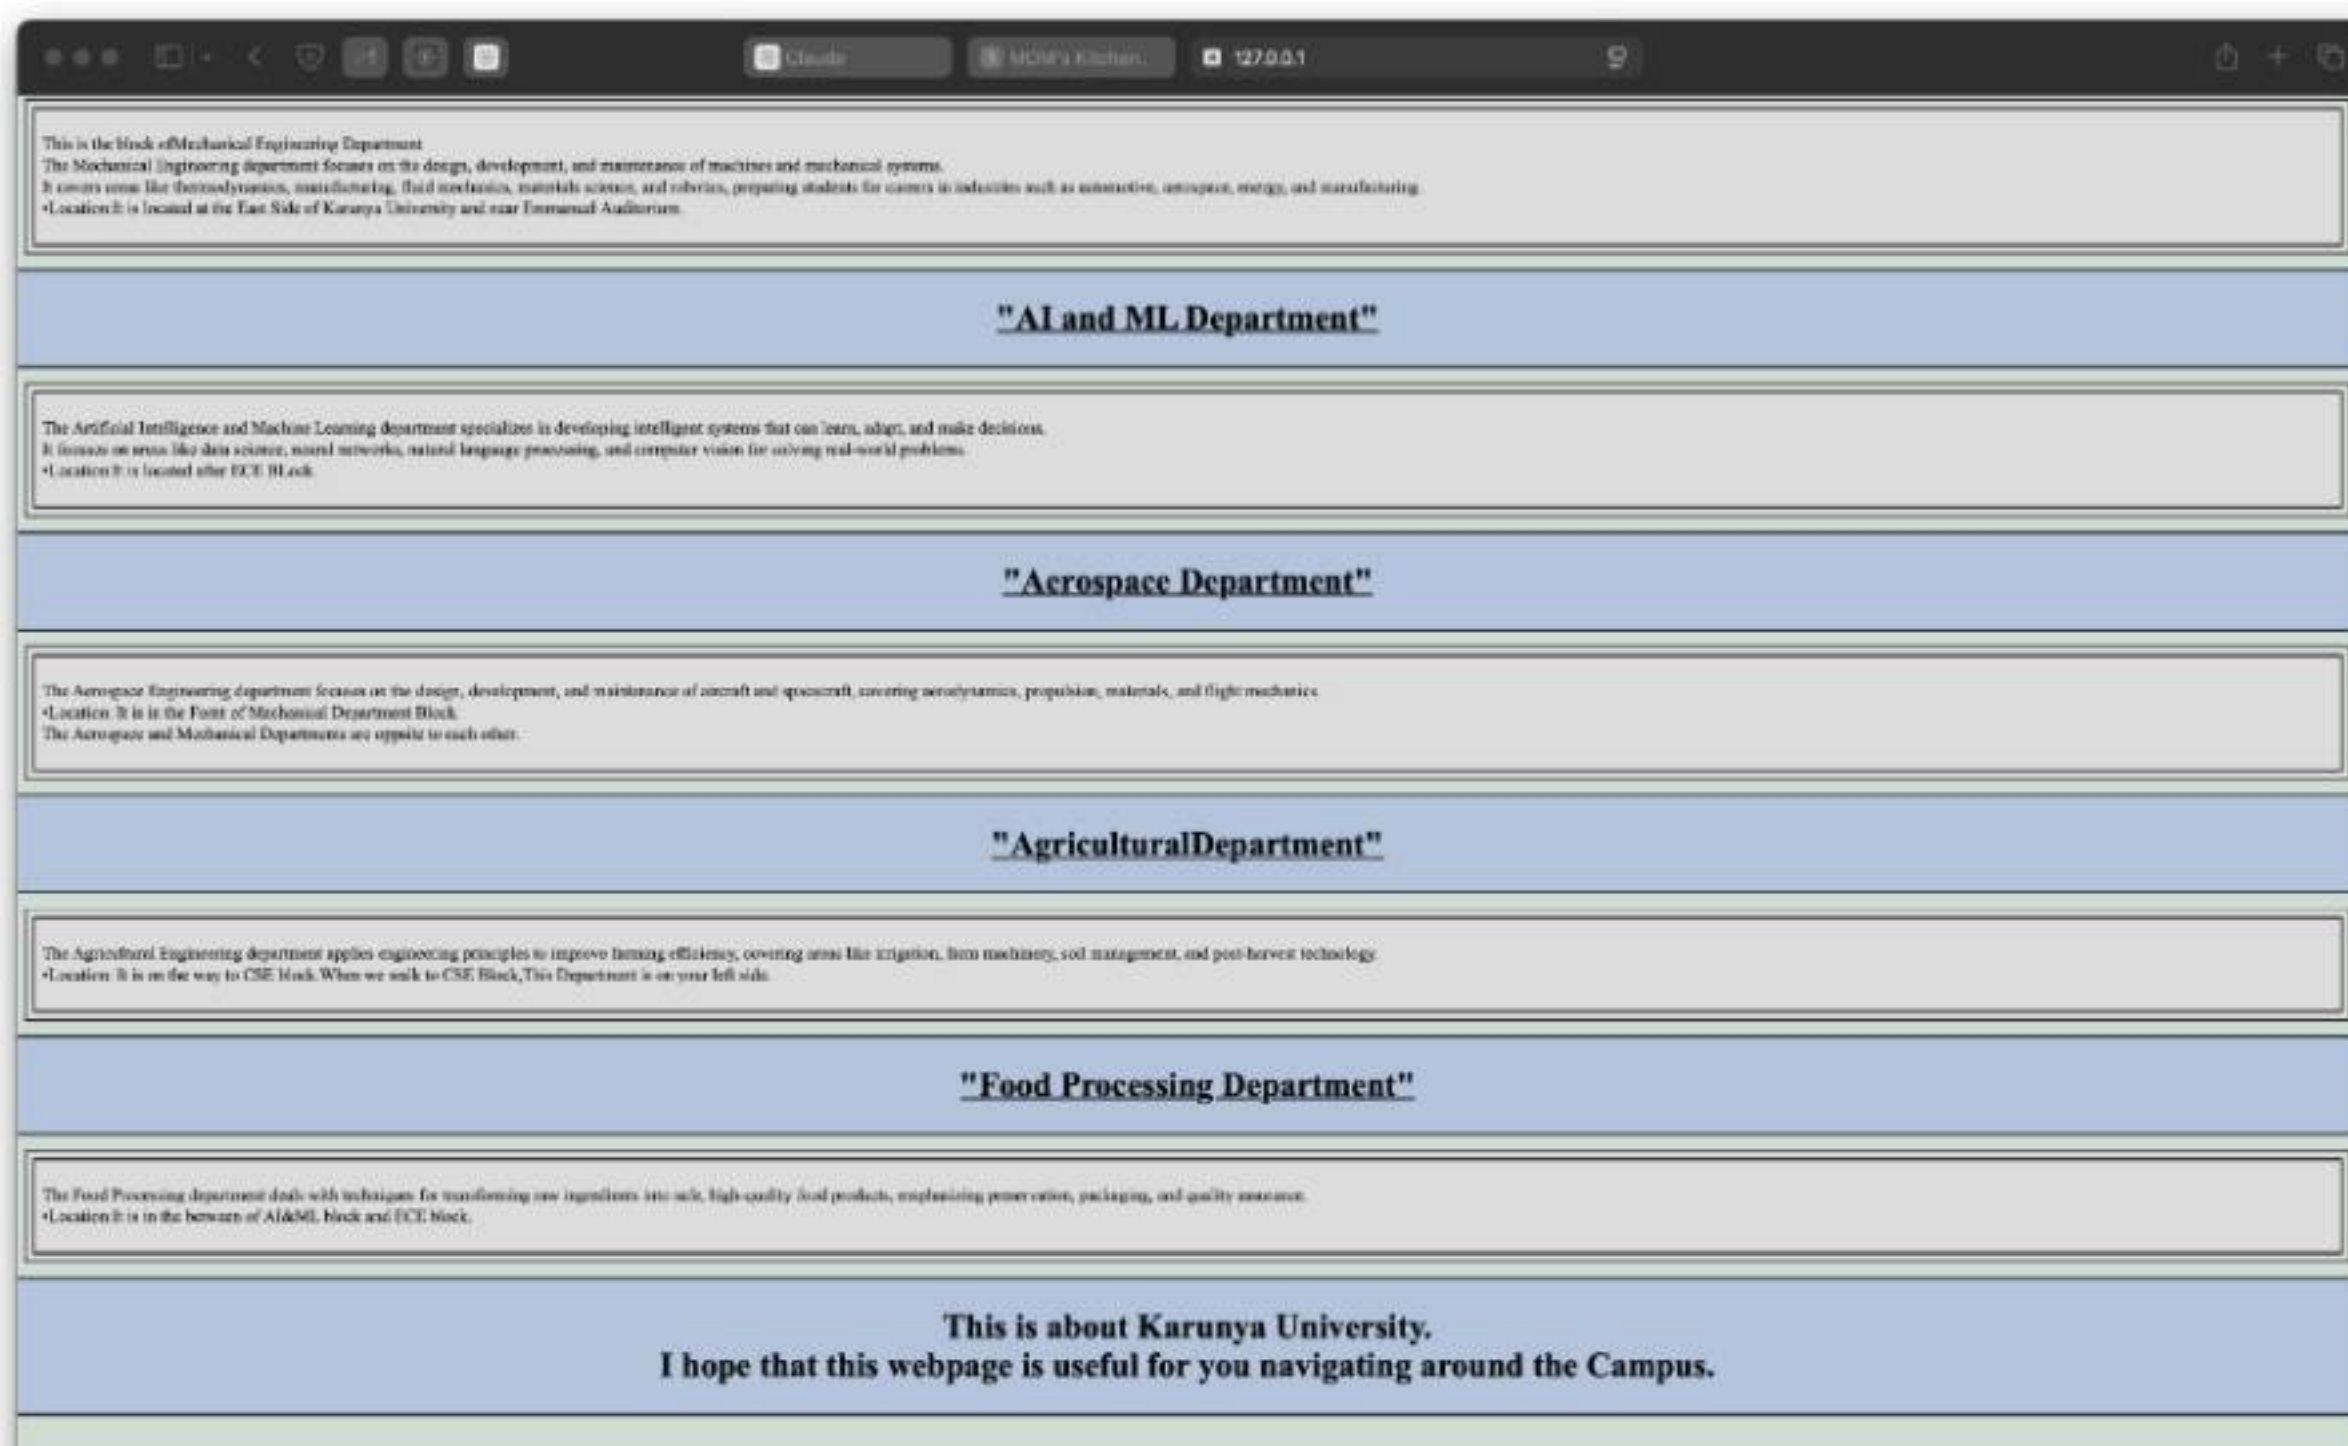 Claude
MOM's Kitchen.
127.0.0.1
This is the block ofMechanical Engineering Department
The Mechanical Engineering department focuses on the design, development, and maintenance of machines and mechanical systems.
It covers areas like thermodynamics, manufacturing, fluid mechanics, materials science, and robotics, preparing students for careers in industries such as automotive, aerospace, energy, and manufacturing.
•Location:It is located at the East Side of Karunya University and near Emmanuel Auditorium.
"AI and ML Department"
The Artificial Intelligence and Machine Learning department specializes in developing intelligent systems that can learn, adapt, and make decisions.
It focuses on areas like data science, neural networks, natural language processing, and computer vision for solving real-world problems.
•Location:It is located after ECE BLock.
"Aerospace Department"
The Aerospace Engineering department focuses on the design, development, and maintenance of aircraft and spacecraft, covering aerodynamics, propulsion, materials, and flight mechanics.
•Location: It is in the Font of Mechanical Department Block.
The Aerospace and Mechanical Departments are oppsite to each other.
"AgriculturalDepartment"
The Agricultural Engineering department applies engineering principles to improve farming efficiency, covering areas like irrigation, farm machinery, soil management, and post-harvest technology.
•Location: It is on the way to CSE block.When we walk to CSE Block,This Department is on your left side.
"Food Processing Department"
The Food Processing department deals with techniques for transforming raw ingredients into safe, high-quality food products, emphasizing preservation, packaging, and quality assurance.
•Location:It is in the between of AI&ML block and ECE block.
This is about Karunya University.
I hope that this webpage is useful for you navigating around the Campus.